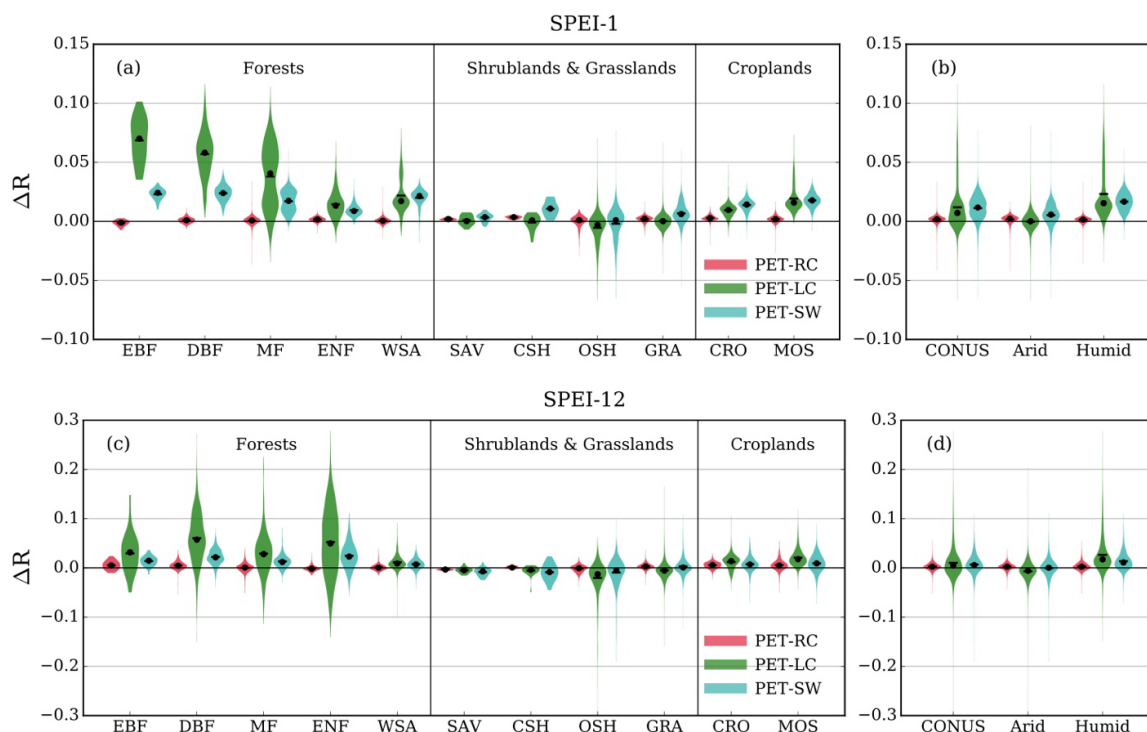 SPEI-1
(a)
Forests
Shrublands & Grasslands
Croplands
ΔR
0.15
0.10
0.05
0.00
−0.05
−0.10
PET-RC
PET-LC
PET-SW
EBF DBF MF ENF WSA SAV CSH OSH GRA CRO MOS
(b)
0.15
0.10
0.05
0.00
−0.05
−0.10
CONUS Arid Humid
SPEI-12
(c)
Forests
Shrublands & Grasslands
Croplands
ΔR
0.3
0.2
0.1
0.0
−0.1
−0.2
−0.3
PET-RC
PET-LC
PET-SW
EBF DBF MF ENF WSA SAV CSH OSH GRA CRO MOS
(d)
0.3
0.2
0.1
0.0
−0.1
−0.2
−0.3
CONUS Arid Humid